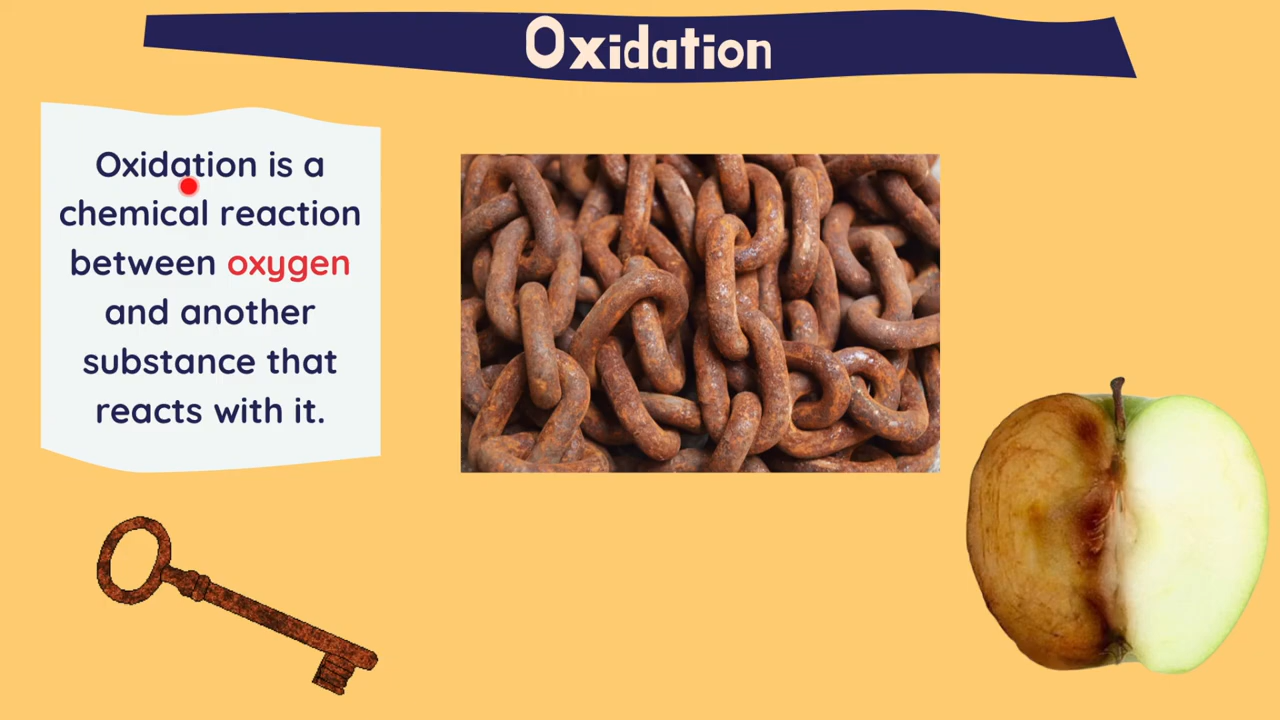 Oxidation
Oxidation is a
chemical reaction
between oxygen
and another
substance that
reacts with it.